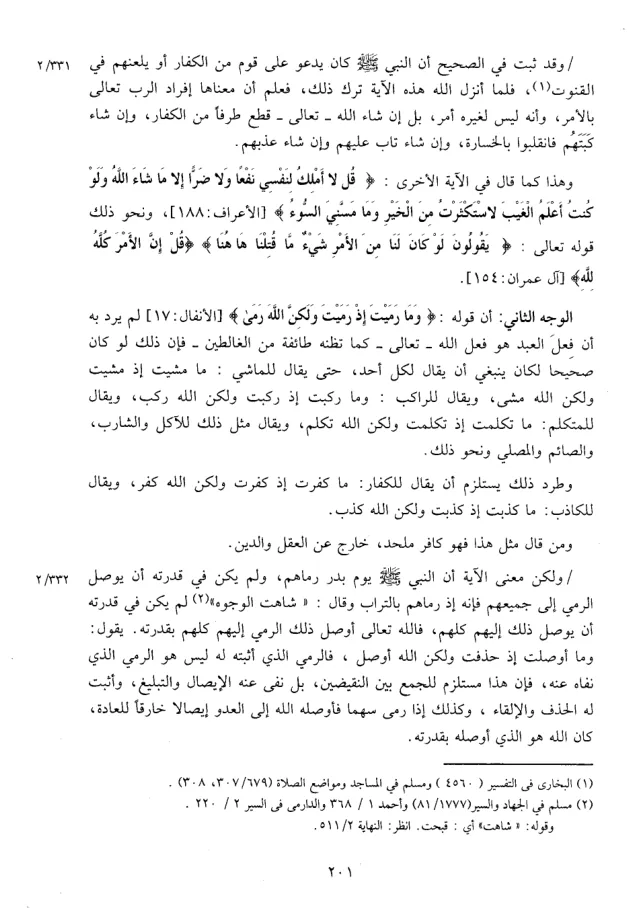 ٢/٣٣١ /وقد ثبت في الصحيح أن النبي ﷺ كان يدعو على قوم من الكفار أو يلعنهم في
القنوت(١)، فلما أنزل الله هذه الآية ترك ذلك، فعلم أن معناها إفراد الرب تعالى
بالأمر، وأنه ليس لغيره أمر، بل إن شاء الله ـ تعالى ـ قطع طرفاً من الكفار، وإن شاء
كَبَتَهُم فانقلبوا بالخسارة، وإن شاء تاب عليهم وإن شاء عذبهم.
وهذا كما قال في الآية الأخرى : ﴿ قُل لا أَمْلِكُ لِنَفْسِي نَفْعًا وَلا ضَرًّا إِلا مَا شَاءَ اللَّهُ وَلَوْ
كُنتُ أَعْلَمُ الْغَيْبَ لاسْتَكْثَرْتُ مِنَ الْخَيْرِ وَمَا مَسَّنِيَ السُّوءُ ﴾ [الأعراف:١٨٨]، ونحو ذلك
قوله تعالى : ﴿ يَقُولُونَ لَوْ كَانَ لَنَا مِنَ الأَمْرِ شَيْءٌ مَّا قُتِلْنَا هَا هُنَا ﴾ ﴿قُلْ إِنَّ الأَمْرَ كُلَّهُ
لِلَّهِ﴾ [آل عمران:١٥٤].
الوجه الثاني: أن قوله : ﴿ وَمَا رَمَيْتَ إِذْ رَمَيْتَ وَلَكِنَّ اللَّهَ رَمَىٰ ﴾ [الأنفال:١٧] لم يرد به
أن فعلَ العبد هو فعل الله ـ تعالى ـ كما تظنه طائفة من الغالطين ـ فإن ذلك لو كان
صحيحا لكان ينبغي أن يقال لكل أحد، حتى يقال للماشي : ما مشيت إذ مشيت
ولكن الله مشى، ويقال للراكب : وما ركبت إذ ركبت ولكن الله ركب، ويقال
للمتكلم: ما تكلمت إذ تكلمت ولكن الله تكلم، ويقال مثل ذلك للآكل والشارب،
والصائم والمصلي ونحو ذلك.
وطرد ذلك يستلزم أن يقال للكفار: ما كفرت إذ كفرت ولكن الله كفر، ويقال
للكاذب: ما كذبت إذ كذبت ولكن الله كذب.
ومن قال مثل هذا فهو كافر ملحد، خارج عن العقل والدين.
٢/٣٣٢ /ولكن معنى الآية أن النبي ﷺ يوم بدر رماهم، ولم يكن في قدرته أن يوصل
الرمي إلى جميعهم فإنه إذ رماهم بالتراب وقال : « شاهت الوجوه»(٢) لم يكن في قدرته
أن يوصل ذلك إليهم كلهم، فالله تعالى أوصل ذلك الرمي إليهم كلهم بقدرته. يقول:
وما أوصلت إذ حذفت ولكن الله أوصل ، فالرمي الذي أثبته له ليس هو الرمي الذي
نفاه عنه، فإن هذا مستلزم للجمع بين النقيضين، بل نفى عنه الإيصال والتبليغ، وأثبت
له الحذف والإلقاء ، وكذلك إذا رمى سهما فأوصله الله إلى العدو إيصالا خارقاً للعادة،
كان الله هو الذي أوصله بقدرته.
(١) البخارى فى التفسير ( ٤٥٦٠ ) ومسلم في المساجد ومواضع الصلاة (٣٠٧/٦٧٩، ٣٠٨) .
(٢) مسلم في الجهاد والسير(٨١/١٧٧٧) وأحمد ١ / ٣٦٨ والدارمى فى السير ٢ / ٢٢٠ .
وقوله: « شاهت» أي : قبحت. انظر: النهاية ٥١١/٢.
٢٠١